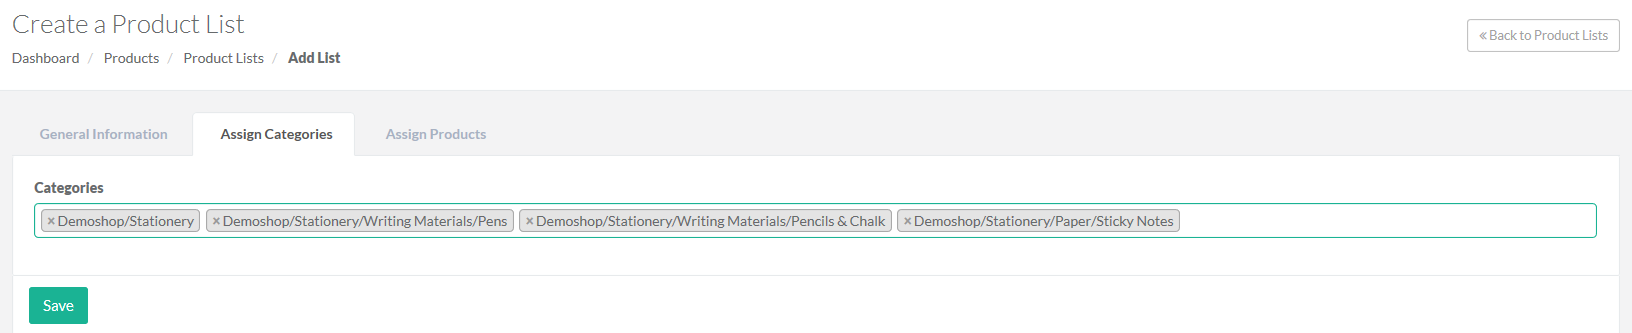 Create a Product List
Dashboard / Products / Product Lists / Add List
« Back to Product Lists
General Information Assign Categories Assign Products
Categories
× Demoshop/Stationery × Demoshop/Stationery/Writing Materials/Pens × Demoshop/Stationery/Writing Materials/Pencils & Chalk × Demoshop/Stationery/Paper/Sticky Notes
Save